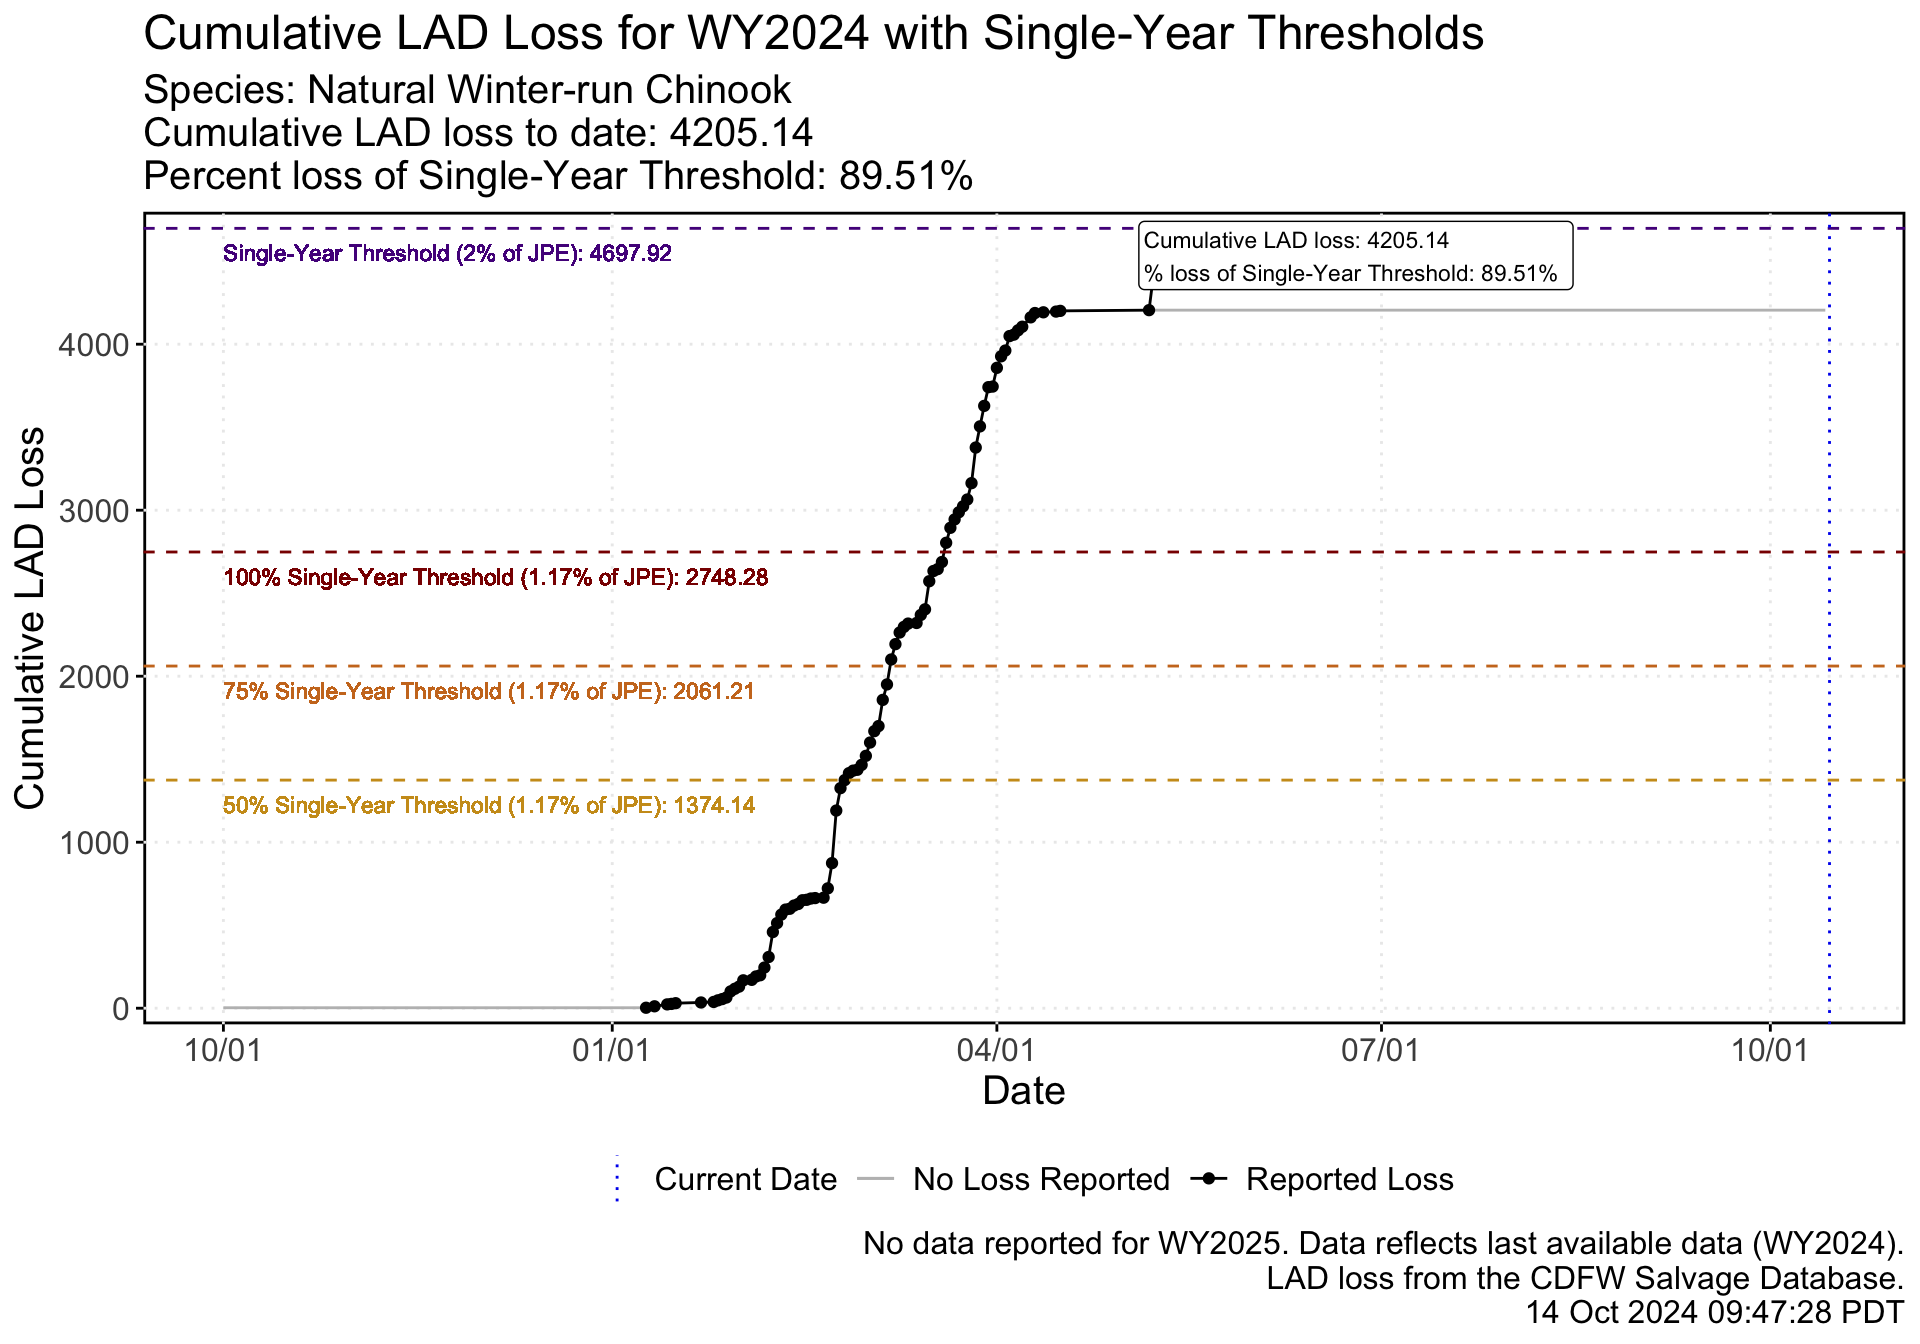 Cumulative LAD Loss for WY2024 with Single-Year Thresholds
Species: Natural Winter-run Chinook
Cumulative LAD loss to date: 4205.14
Percent loss of Single-Year Threshold: 89.51%
Single-Year Threshold (2% of JPE): 4697.92
Cumulative LAD loss: 4205.14
% loss of Single-Year Threshold: 89.51%
4000
3000
100% Single-Year Threshold (1.17% of JPE): 2748.28
2000
75% Single-Year Threshold (1.17% of JPE): 2061.21
50% Single-Year Threshold (1.17% of JPE): 1374.14
1000
0
Cumulative LAD Loss
10/01 01/01 04/01 07/01 10/01
Date
Current Date No Loss Reported Reported Loss
No data reported for WY2025. Data reflects last available data (WY2024).
LAD loss from the CDFW Salvage Database.
14 Oct 2024 09:47:28 PDT